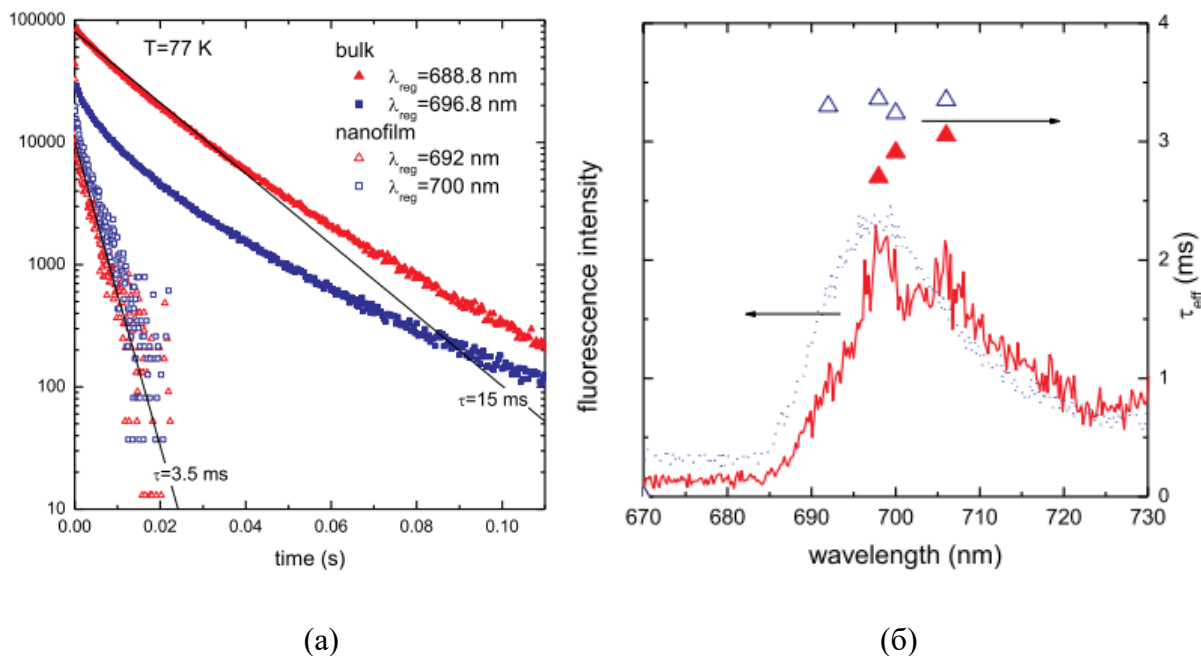 100000
10000
1000
100
10
0.00
0.02
0.04
0.06
0.08
0.10
time (s)
T=77 K
bulk
λreg=688.8 nm
λreg=696.8 nm
nanofilm
λreg=692 nm
λreg=700 nm
τ=15 ms
τ=3.5 ms
(а)
fluorescence intensity
670
680
690
700
710
720
730
wavelength (nm)
4
3
2
1
0
τeff (ms)
(б)